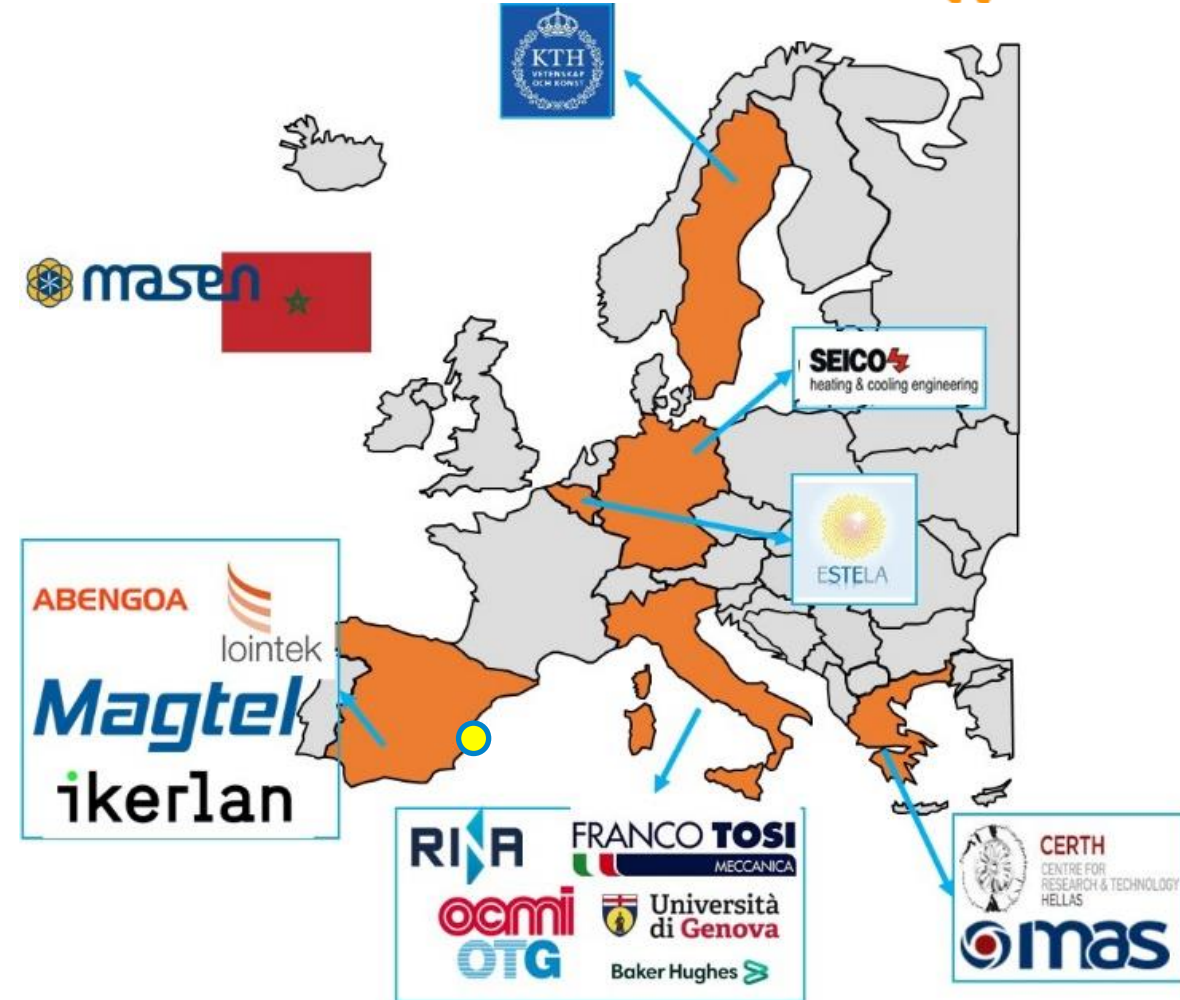 KTH
VETENSKAP
OCH KONST
masen
SEICO
heating & cooling engineering
ESTELA
ABENGOA
lointek
Magtel
ikerlan
RINA
FRANCO TOSI
MECCANICA
ocmi
OTG
Università
di Genova
Baker Hughes
CERTH
CENTRE FOR
RESEARCH & TECHNOLOGY
HELLAS
mas